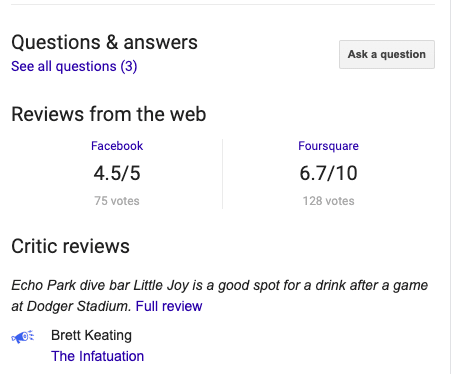 Questions & answers
See all questions (3)
Ask a question
Reviews from the web
Facebook
Foursquare
4.5/5
6.7/10
75 votes
128 votes
Critic reviews
Echo Park dive bar Little Joy is a good spot for a drink after a game
at Dodger Stadium. Full review
Brett Keating
The Infatuation